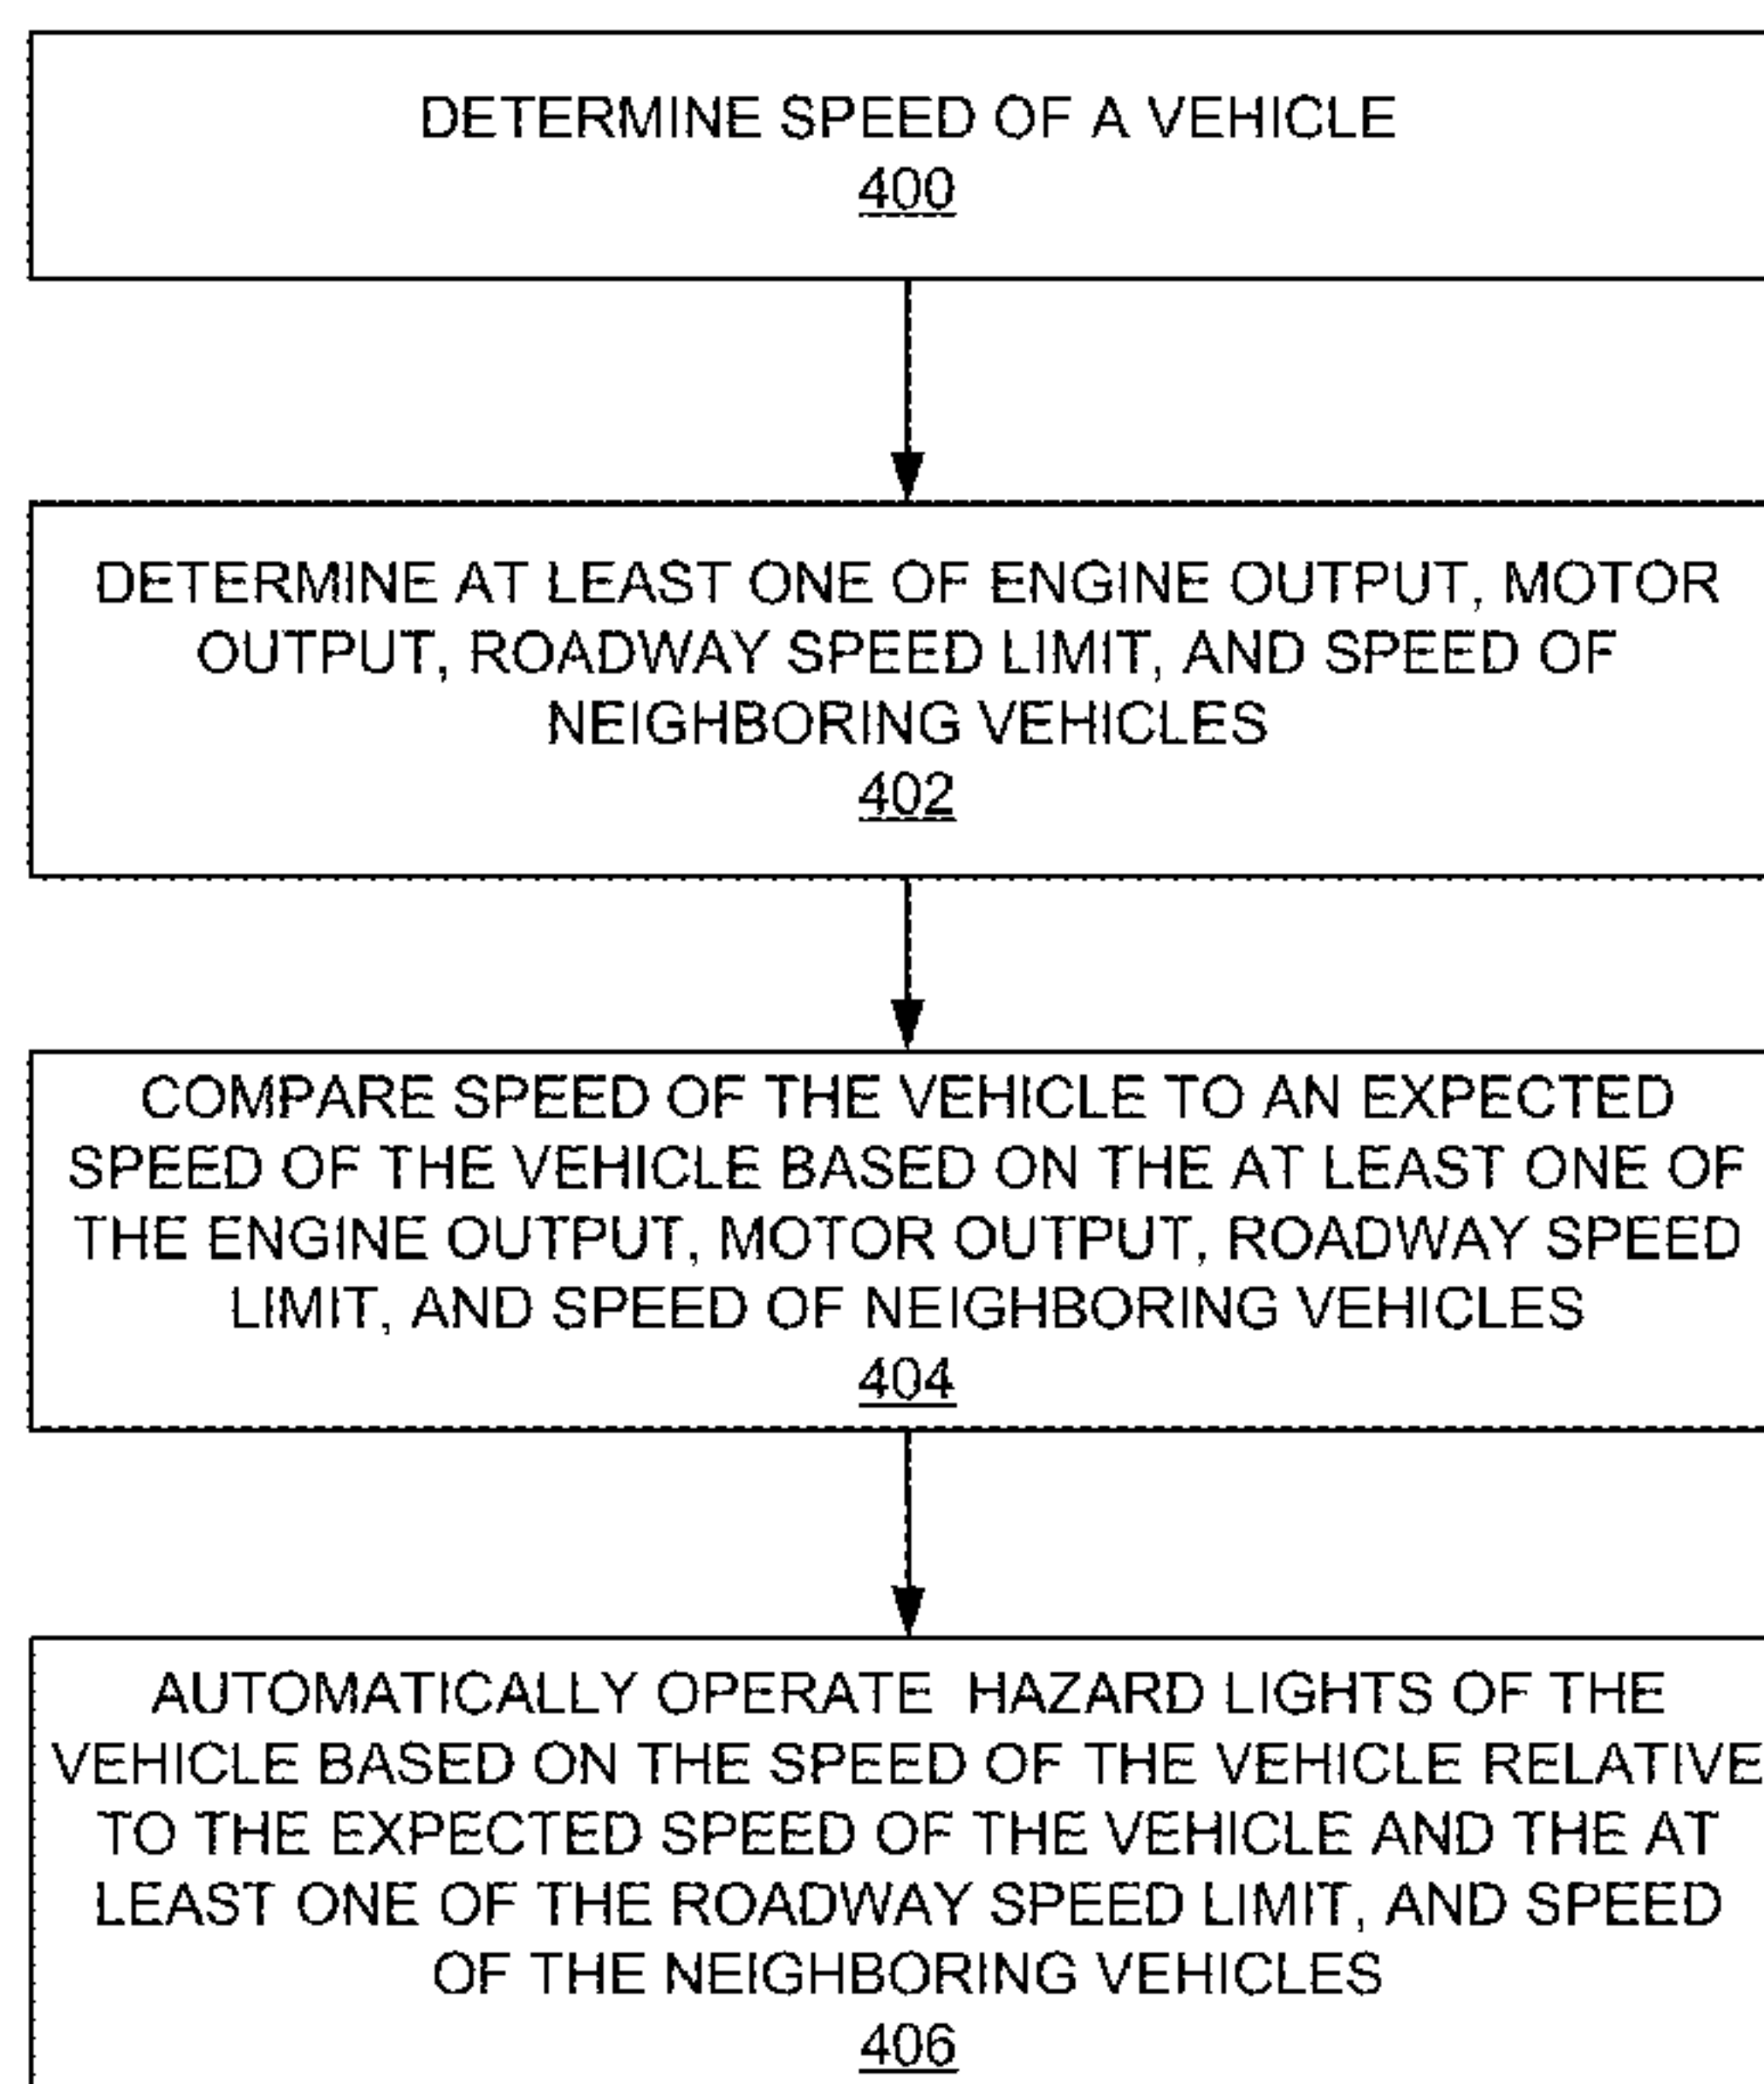 DETERMINE SPEED OF A VEHICLE
400
DETERMINE AT LEAST ONE OF ENGINE OUTPUT, MOTOR
OUTPUT, ROADWAY SPEED LIMIT, AND SPEED OF
NEIGHBORING VEHICLES
402
COMPARE SPEED OF THE VEHICLE TO AN EXPECTED
SPEED OF THE VEHICLE BASED ON THE AT LEAST ONE OF
THE ENGINE OUTPUT, MOTOR OUTPUT, ROADWAY SPEED
LIMIT, AND SPEED OF NEIGHBORING VEHICLES
404
AUTOMATICALLY OPERATE HAZARD LIGHTS OF THE
VEHICLE BASED ON THE SPEED OF THE VEHICLE RELATIVE
TO THE EXPECTED SPEED OF THE VEHICLE AND THE AT
LEAST ONE OF THE ROADWAY SPEED LIMIT, AND SPEED
OF THE NEIGHBORING VEHICLES
406